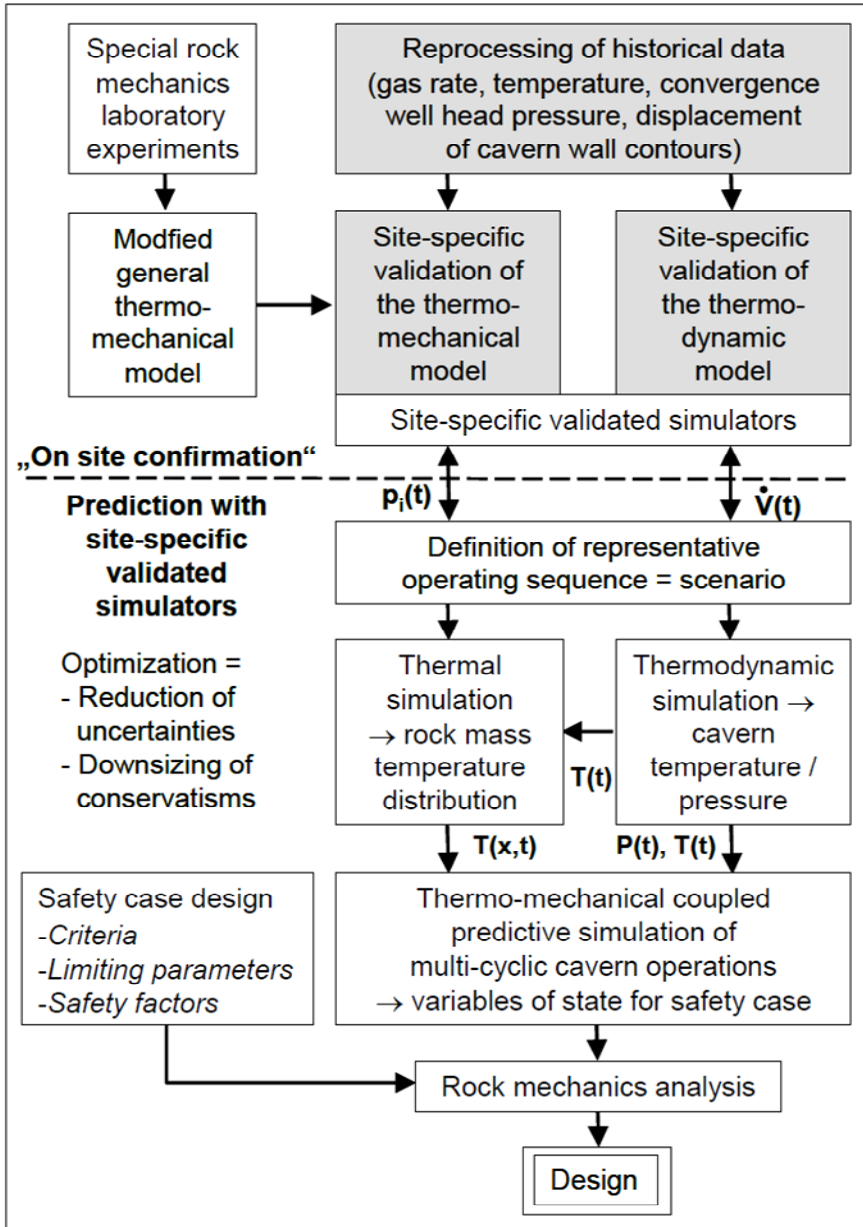 Special rock
mechanics
laboratory
experiments
Reprocessing of historical data
(gas rate, temperature, convergence
well head pressure, displacement
of cavern wall contours)
Modfied
general
thermo-
mechanical
model
Site-specific
validation of
the thermo-
mechanical
model
Site-specific
validation of
the thermo-
dynamic
model
Site-specific validated simulators
„On site confirmation“
Prediction with
site-specific
validated
simulators
pᵢ(t)
V̇(t)
Definition of representative
operating sequence = scenario
Optimization =
- Reduction of
uncertainties
- Downsizing of
conservatisms
Thermal
simulation
→ rock mass
temperature
distribution
T(t)
Thermodynamic
simulation →
cavern
temperature /
pressure
T(x,t)
P(t), T(t)
Safety case design
-Criteria
-Limiting parameters
-Safety factors
Thermo-mechanical coupled
predictive simulation of
multi-cyclic cavern operations
→ variables of state for safety case
Rock mechanics analysis
Design